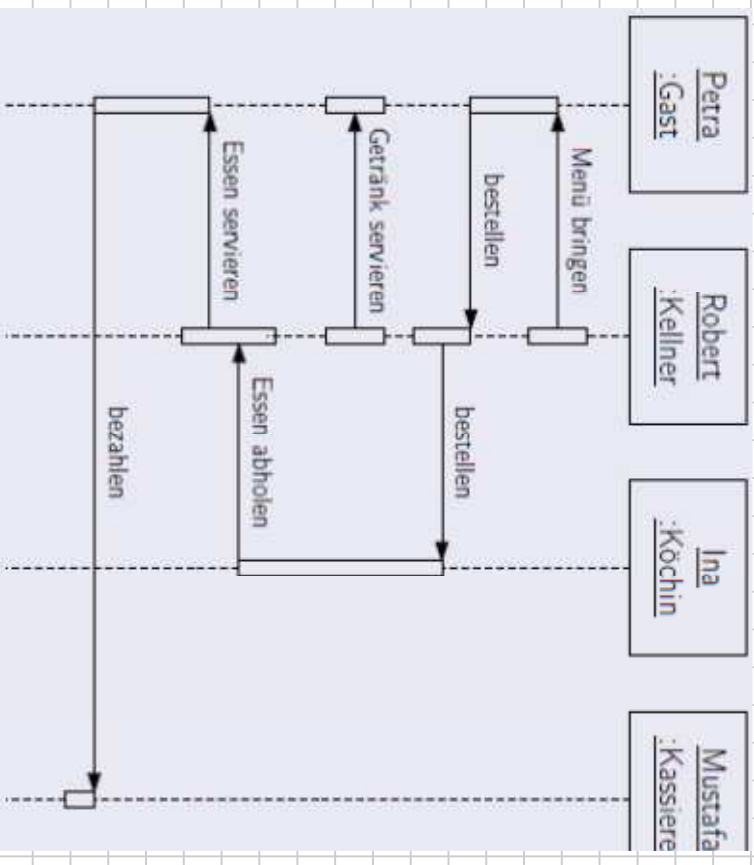 Petra
:Gast
Robert
:Kellner
Ina
:Köchin
Mustafa
:Kassiere
Menü bringen
bestellen
bestellen
Getränk servieren
Essen abholen
Essen servieren
bezahlen